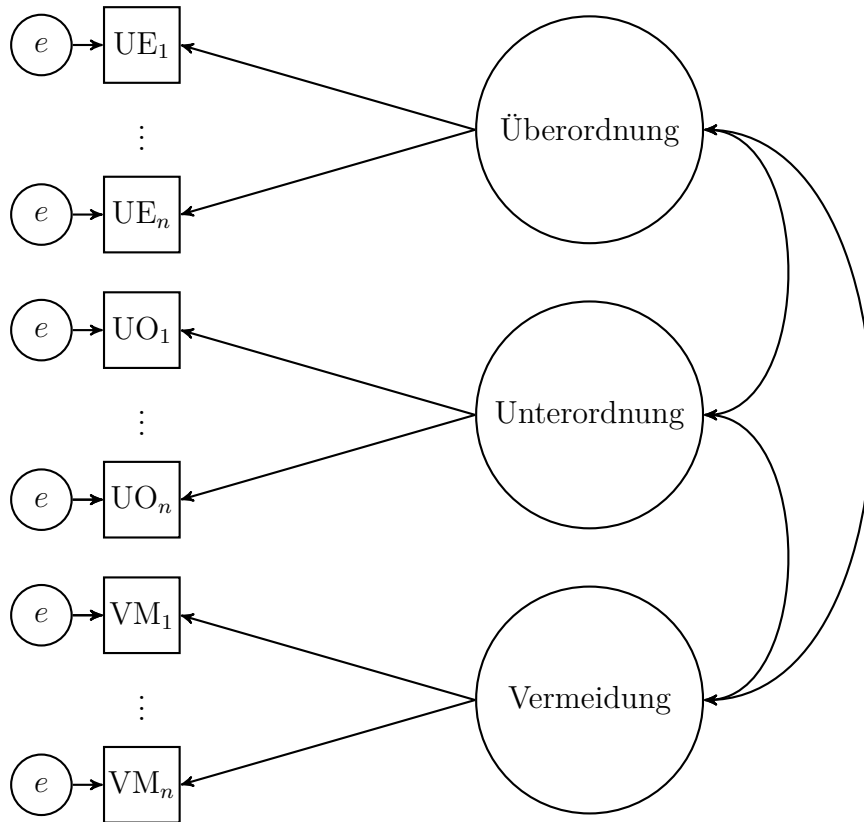 e UE₁
⋮
Überordnung
e UEₙ
e UO₁
⋮
Unterordnung
e UOₙ
e VM₁
⋮
Vermeidung
e VMₙ